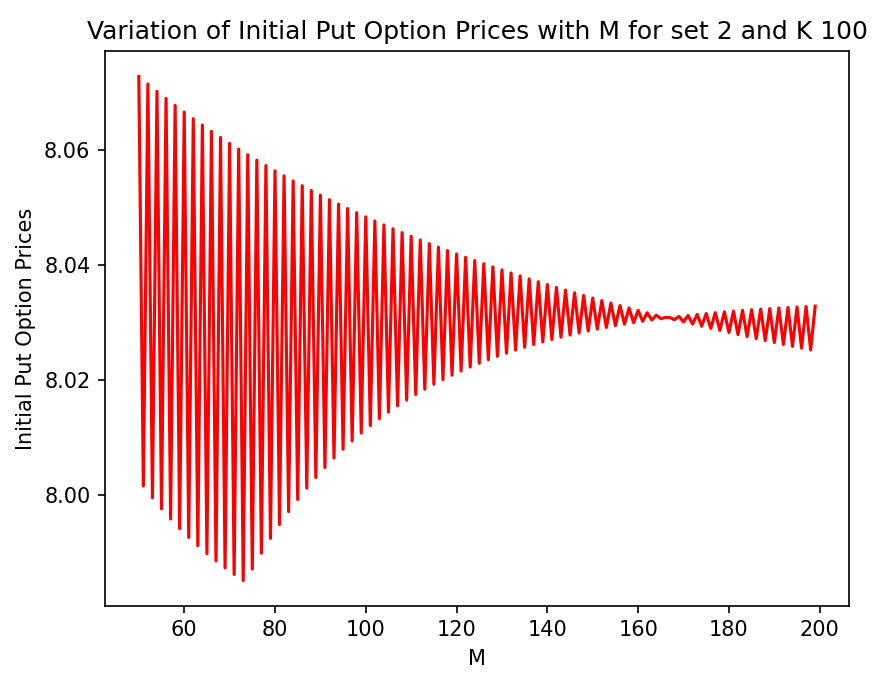 Variation of Initial Put Option Prices with M for set 2 and K 100
Initial Put Option Prices
8.06
8.04
8.02
8.00
60 80 100 120 140 160 180 200
M